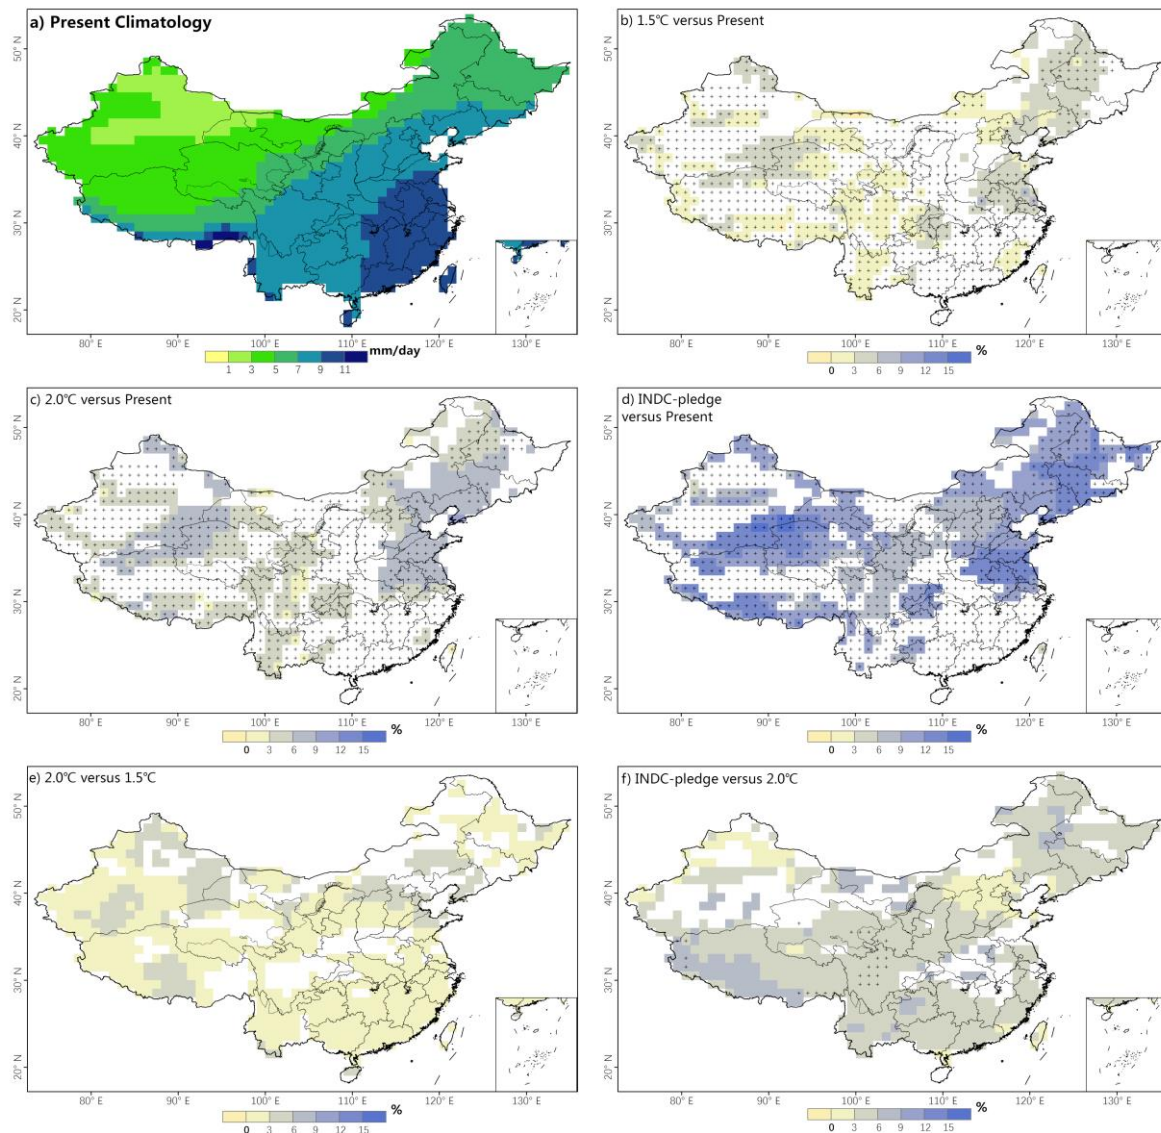 a) Present Climatology
50° N
40° N
30° N
20° N
80° E 90° E 100° E 110° E 120° E 130° E
mm/day
1 3 5 7 9 11
b) 1.5℃ versus Present
50° N
40° N
30° N
20° N
80° E 90° E 100° E 110° E 120° E 130° E
%
0 3 6 9 12 15
c) 2.0℃ versus Present
50° N
40° N
30° N
20° N
80° E 90° E 100° E 110° E 120° E 130° E
%
0 3 6 9 12 15
d) INDC-pledge
versus Present
50° N
40° N
30° N
20° N
80° E 90° E 100° E 110° E 120° E 130° E
%
0 3 6 9 12 15
e) 2.0℃ versus 1.5℃
50° N
40° N
30° N
20° N
80° E 90° E 100° E 110° E 120° E 130° E
%
0 3 6 9 12 15
f) INDC-pledge versus 2.0℃
50° N
40° N
30° N
20° N
80° E 90° E 100° E 110° E 120° E 130° E
%
0 3 6 9 12 15